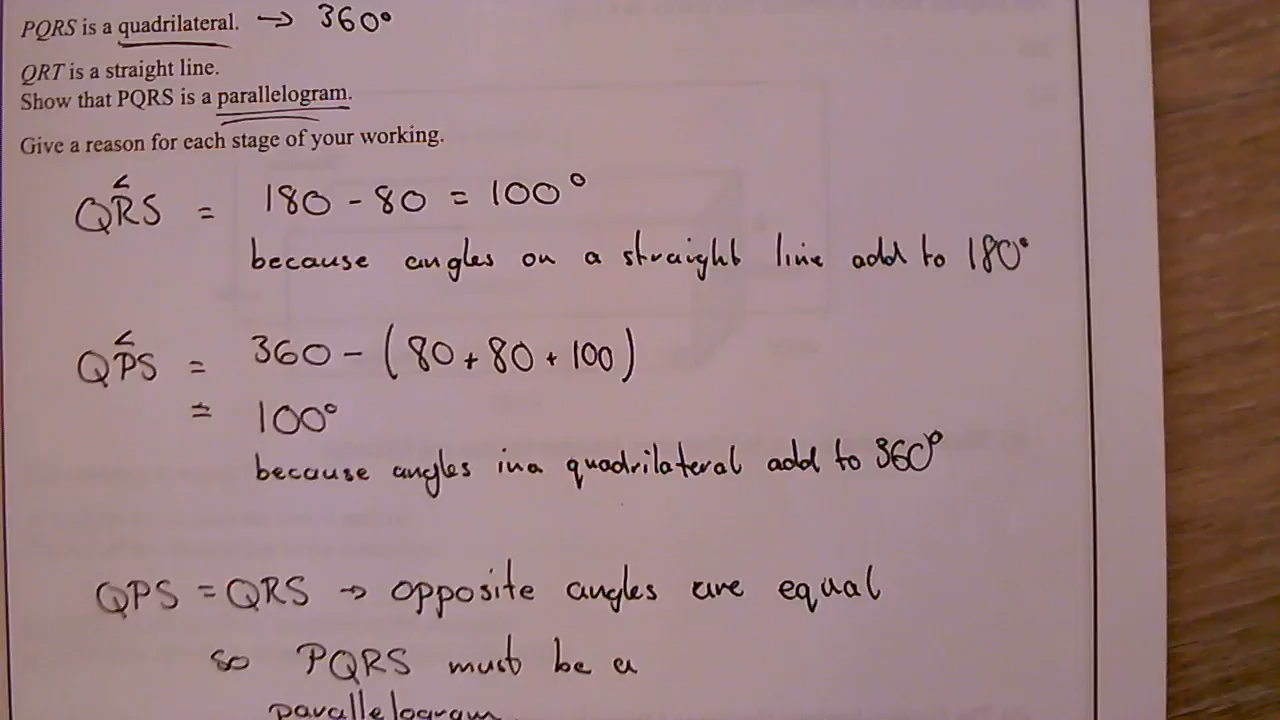 PQRS is a quadrilateral. → 360°
QRT is a straight line.
Show that PQRS is a parallelogram.
Give a reason for each stage of your working.
QRS = 180 - 80 = 100°
because angles on a straight line add to 180°
QPS = 360 - (80 + 80 + 100)
= 100°
because angles in a quadrilateral add to 360°
QPS = QRS → opposite angles are equal
so PQRS must be a
parallelogram.